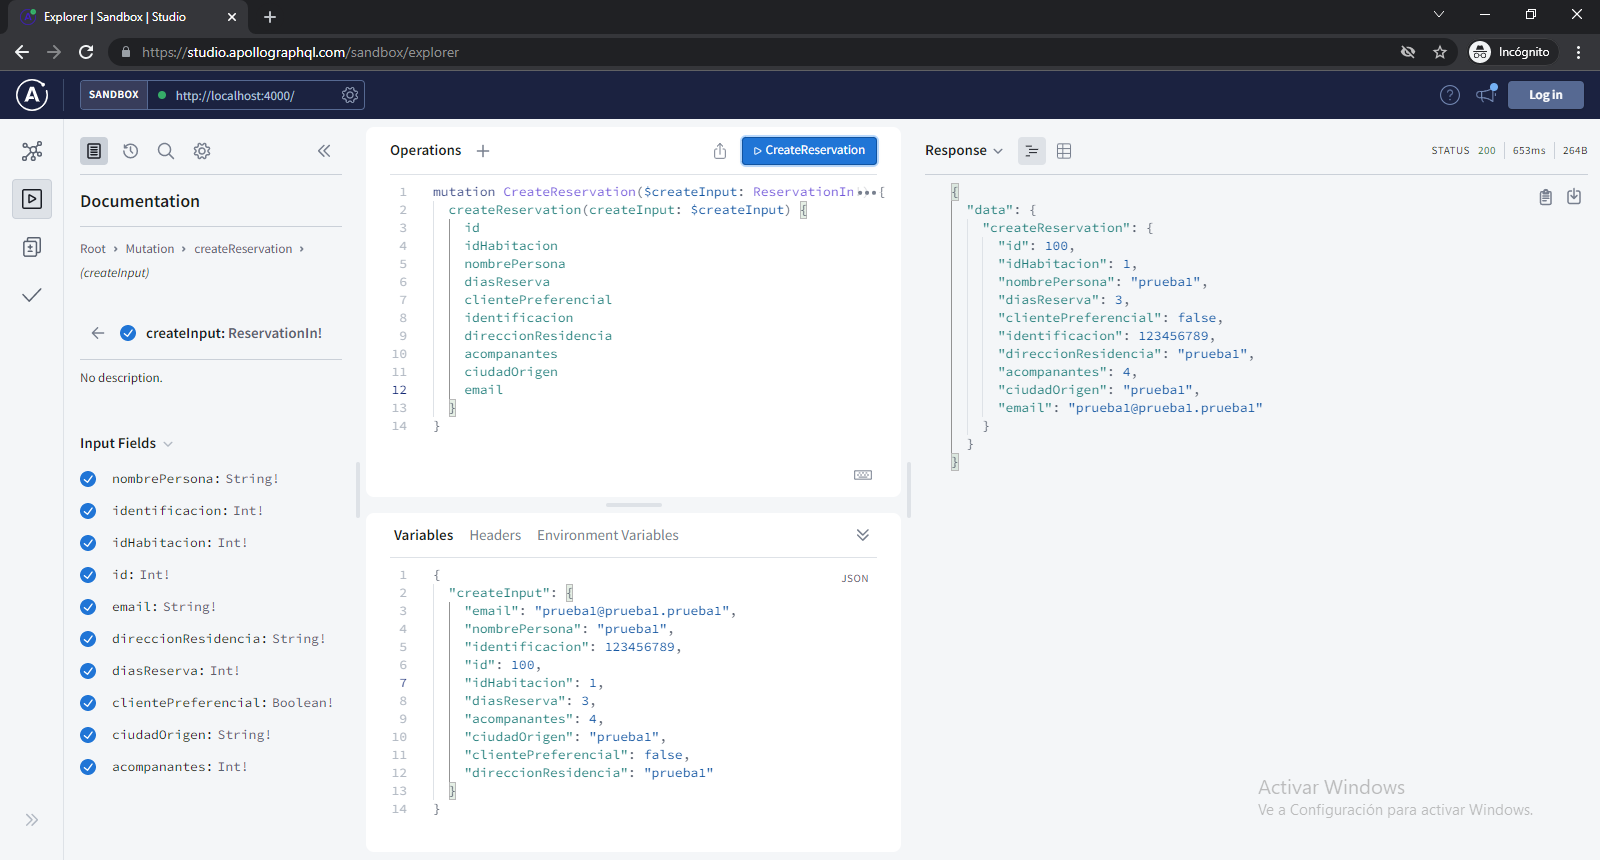 Explorer | Sandbox | Studio
https://studio.apollographql.com/sandbox/explorer
Incógnito
SANDBOX
http://localhost:4000/
Log in
Documentation
Root › Mutation › createReservation ›
(createInput)
createInput: ReservationIn!
No description.
Input Fields
nombrePersona: String!
identificacion: Int!
idHabitacion: Int!
id: Int!
email: String!
direccionResidencia: String!
diasReserva: Int!
clientePreferencial: Boolean!
ciudadOrigen: String!
acompanantes: Int!
Operations
CreateReservation
1 mutation CreateReservation($createInput: ReservationIn ••• {
2 createReservation(createInput: $createInput) {
3 id
4 idHabitacion
5 nombrePersona
6 diasReserva
7 clientePreferencial
8 identificacion
9 direccionResidencia
10 acompanantes
11 ciudadOrigen
12 email
13 }
14 }
Variables Headers Environment Variables
JSON
1 {
2 "createInput": {
3 "email": "prueba1@prueba1.prueba1",
4 "nombrePersona": "prueba1",
5 "identificacion": 123456789,
6 "id": 100,
7 "idHabitacion": 1,
8 "diasReserva": 3,
9 "acompanantes": 4,
10 "ciudadOrigen": "prueba1",
11 "clientePreferencial": false,
12 "direccionResidencia": "prueba1"
13 }
14 }
Response
STATUS 200 653ms 264B
{
"data": {
"createReservation": {
"id": 100,
"idHabitacion": 1,
"nombrePersona": "prueba1",
"diasReserva": 3,
"clientePreferencial": false,
"identificacion": 123456789,
"direccionResidencia": "prueba1",
"acompanantes": 4,
"ciudadOrigen": "prueba1",
"email": "prueba1@prueba1.prueba1"
}
}
}
Activar Windows
Ve a Configuración para activar Windows.